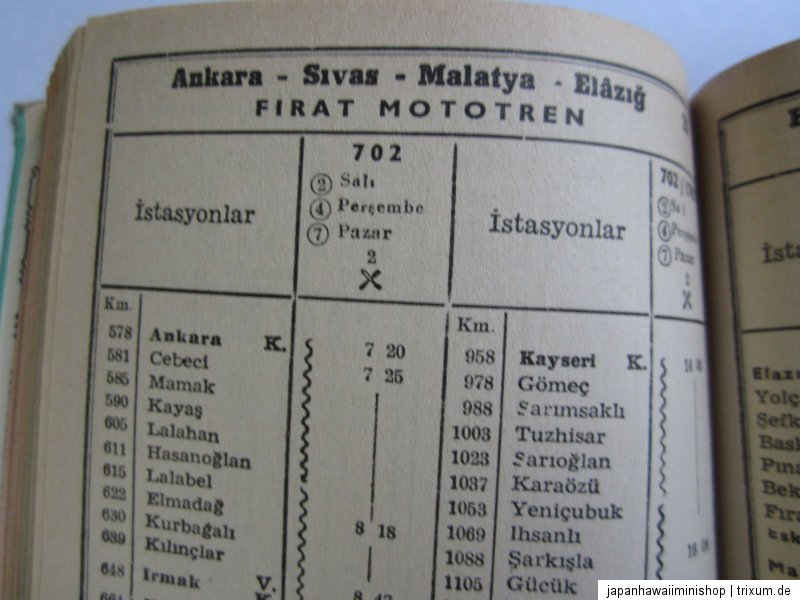 Ankara - Sıvas - Malatya - Elâzığ
FIRAT MOTOTREN
İstasyonlar
702
② Salı
④ Perşembe
⑦ Pazar
2
İstasyonlar
702
Km.
578 Ankara K. 7 20
581 Cebeci 7 25
585 Mamak
590 Kayaş
605 Lalahan
611 Hasanoğlan
615 Lalabel
622 Elmadağ
630 Kurbağalı 8 18
639 Kılınçlar
648 Irmak V.
Km.
958 Kayseri K.
978 Gömeç
988 Sarımsaklı
1003 Tuzhisar
1023 Sarıoğlan
1037 Karaözü
1053 Yeniçubuk
1069 Ihsanlı
1088 Şarkışla
1105 Gücük
japanhawaiiminishop | trixum.de